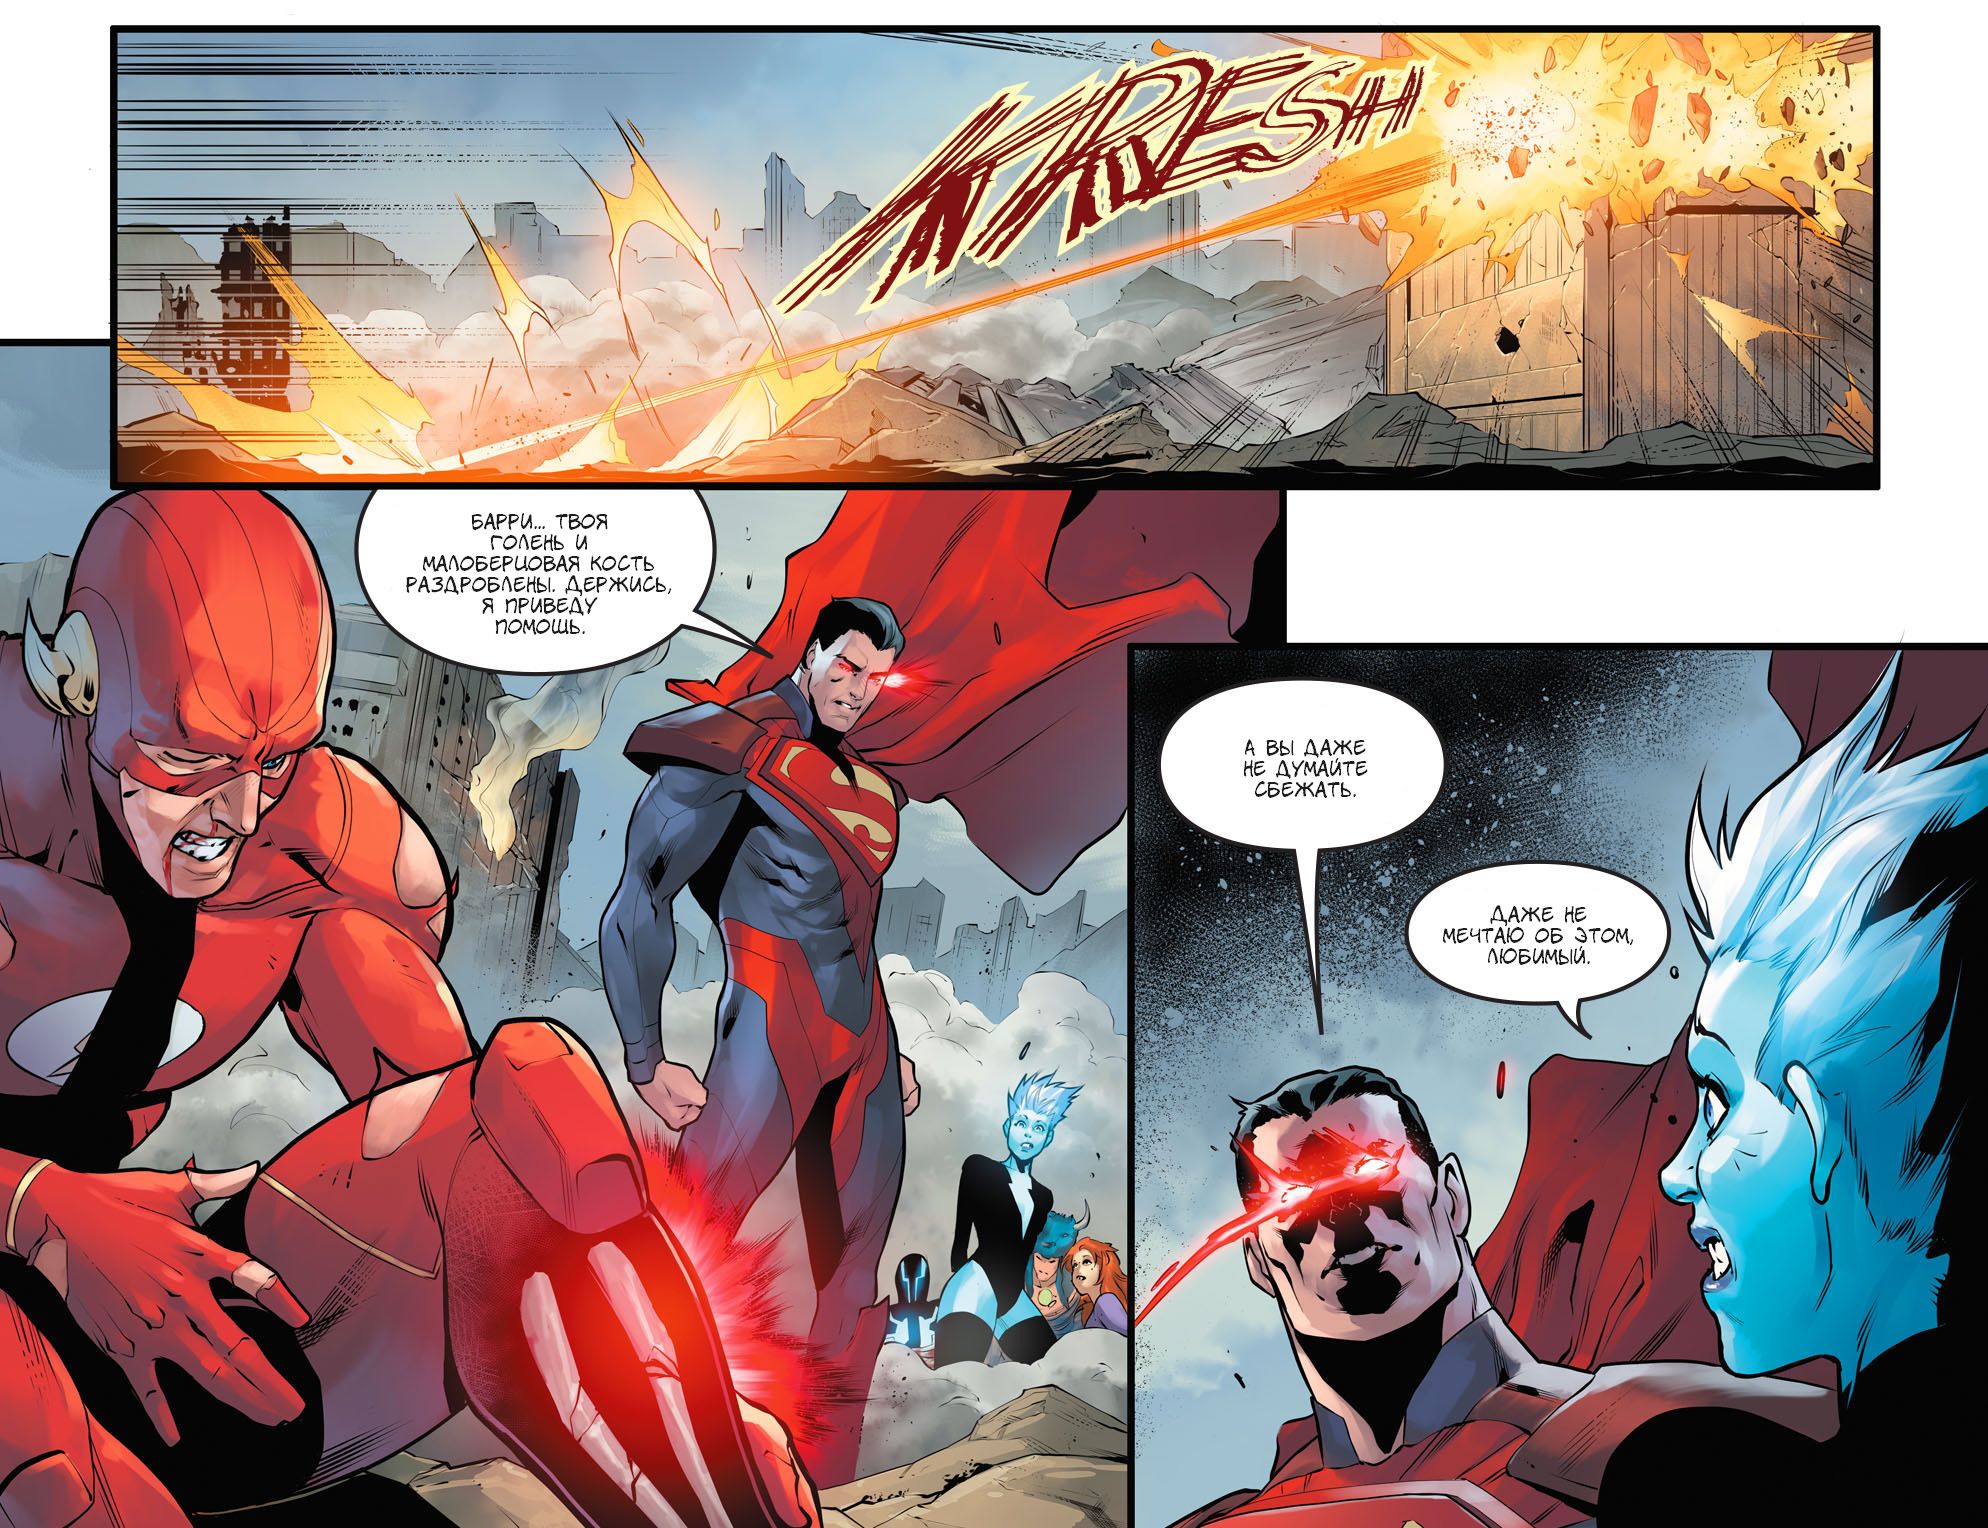 KRRESH
БАРРИ... ТВОЯ
ГОЛЕНЬ И
МАЛОБЕРЦОВАЯ КОСТЬ
РАЗДРОБЛЕНЫ. ДЕРЖИСЬ,
Я ПРИВЕДУ
ПОМОЩЬ.
А ВЫ ДАЖЕ
НЕ ДУМАЙТЕ
СБЕЖАТЬ.
ДАЖЕ НЕ
МЕЧТАЮ ОБ ЭТОМ,
ЛЮБИМЫЙ.